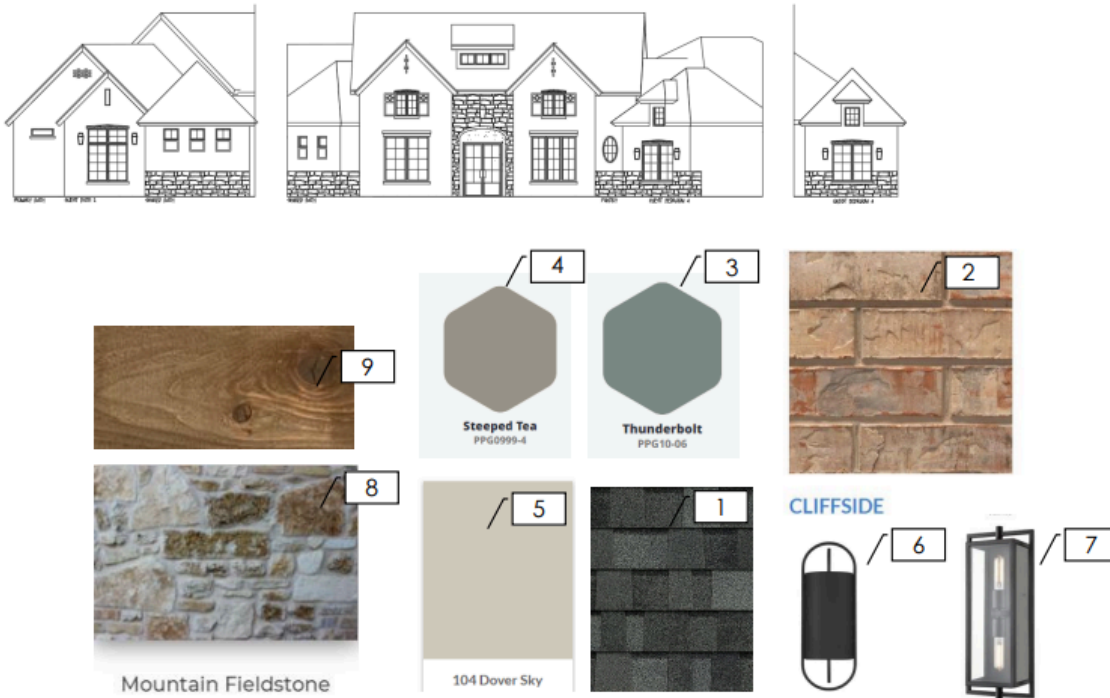 4
3
2
9
Steeped Tea
PPG0999-4
Thunderbolt
PPG10-06
8
5
1
CLIFFSIDE
6
7
Mountain Fieldstone
104 Dover Sky